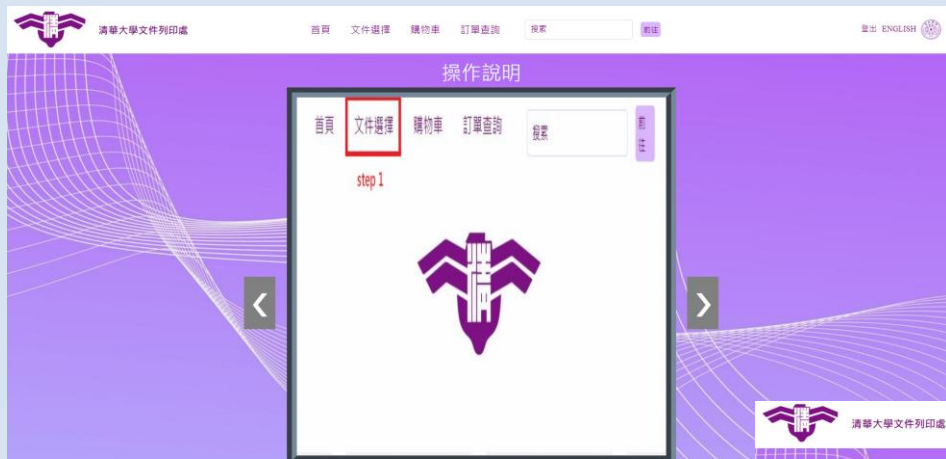 清華大學文件列印處
首頁 文件選擇 購物車 訂單查詢 搜索 前往
登出 ENGLISH
操作說明
首頁 文件選擇 購物車 訂單查詢 搜索 前往
step 1
清
清華大學文件列印處